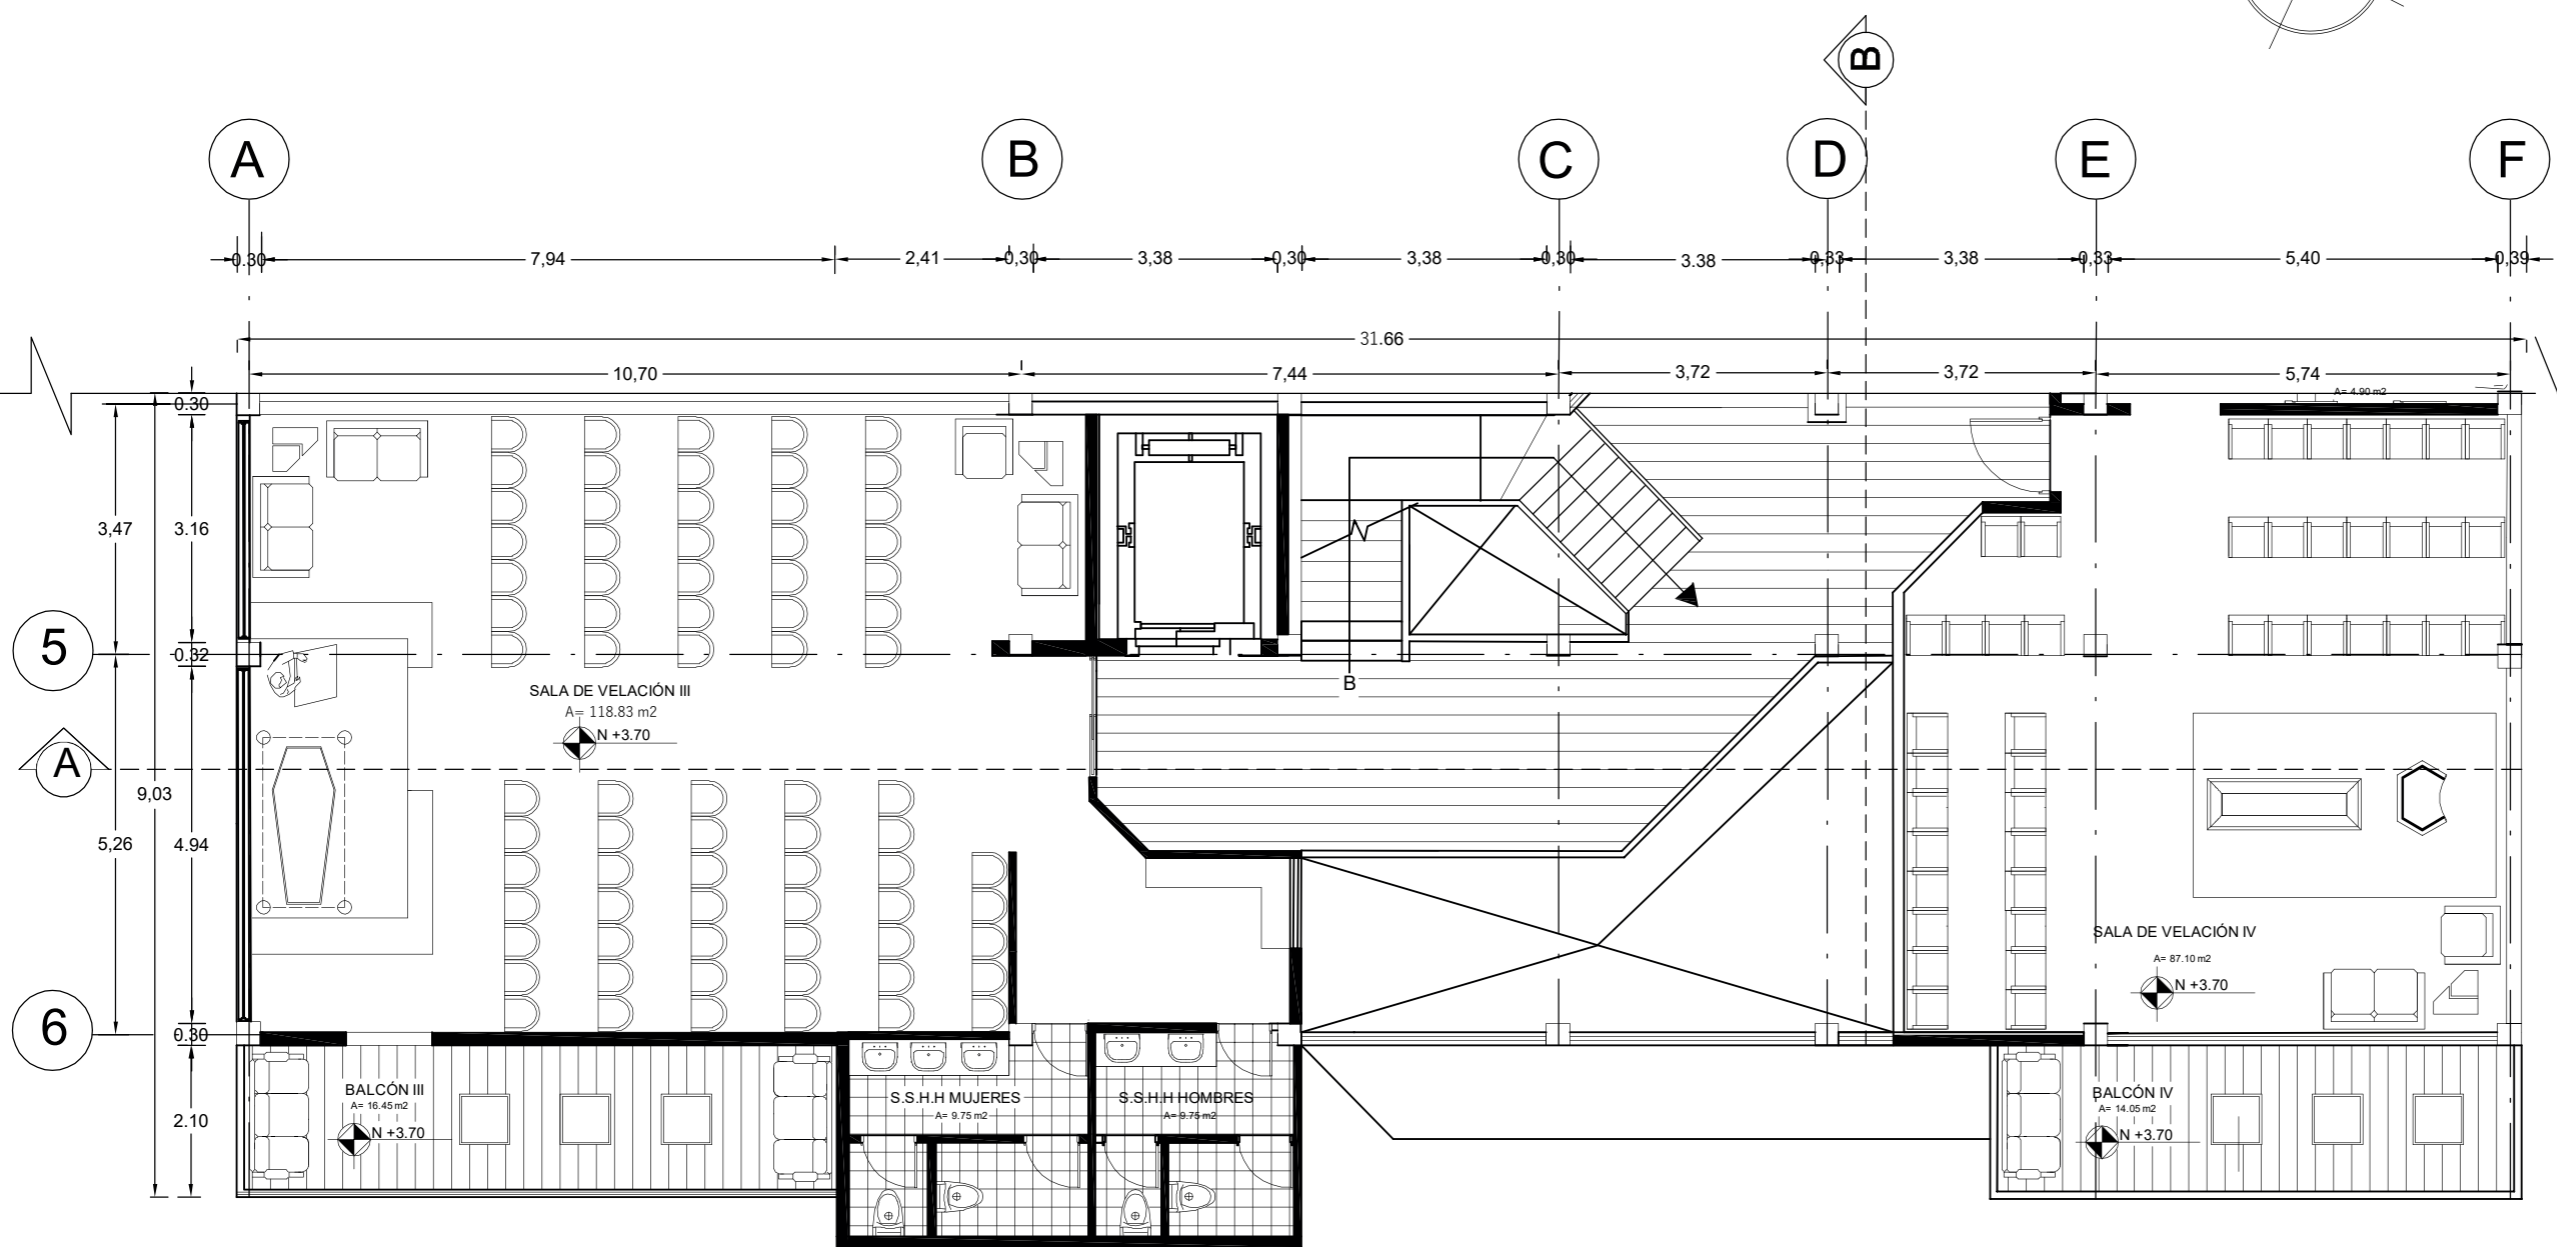 B
A
B
C
D
E
F
0.30
7,94
2,41
0,30
3,38
0,30
3,38
0,30
3.38
0,33
3,38
0,33
5,40
0,39
31.66
10,70
7,44
3,72
3,72
5,74
A= 4.90 m2
0.30
3,47
3.16
5
0.32
SALA DE VELACIÓN III
A= 118.83 m2
N +3.70
B
A
9,03
5,26
4.94
SALA DE VELACIÓN IV
A= 87.10 m2
N +3.70
6
0.30
2.10
BALCÓN III
A= 16.45 m2
N +3.70
S.S.H.H MUJERES
A= 9.75 m2
S.S.H.H HOMBRES
A= 9.75 m2
BALCÓN IV
A= 14.05 m2
N +3.70